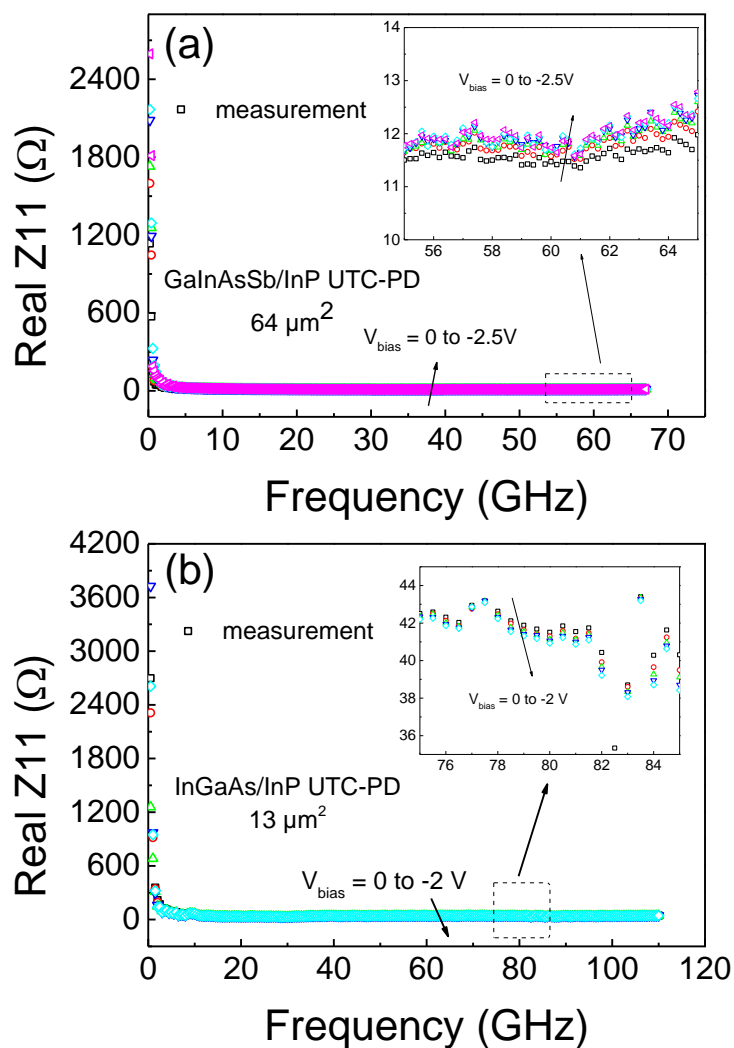 (a)
2400
1800
1200
600
0
Real Z11 (Ω)
measurement
GaInAsSb/InP UTC-PD
64 μm²
V_bias = 0 to -2.5V
14
13
12
11
10
V_bias = 0 to -2.5V
56 58 60 62 64
0 10 20 30 40 50 60 70
Frequency (GHz)
(b)
4200
3600
3000
2400
1800
1200
600
0
Real Z11 (Ω)
measurement
InGaAs/InP UTC-PD
13 μm²
V_bias = 0 to -2 V
44
42
40
38
36
V_bias = 0 to -2 V
76 78 80 82 84
0 20 40 60 80 100 120
Frequency (GHz)